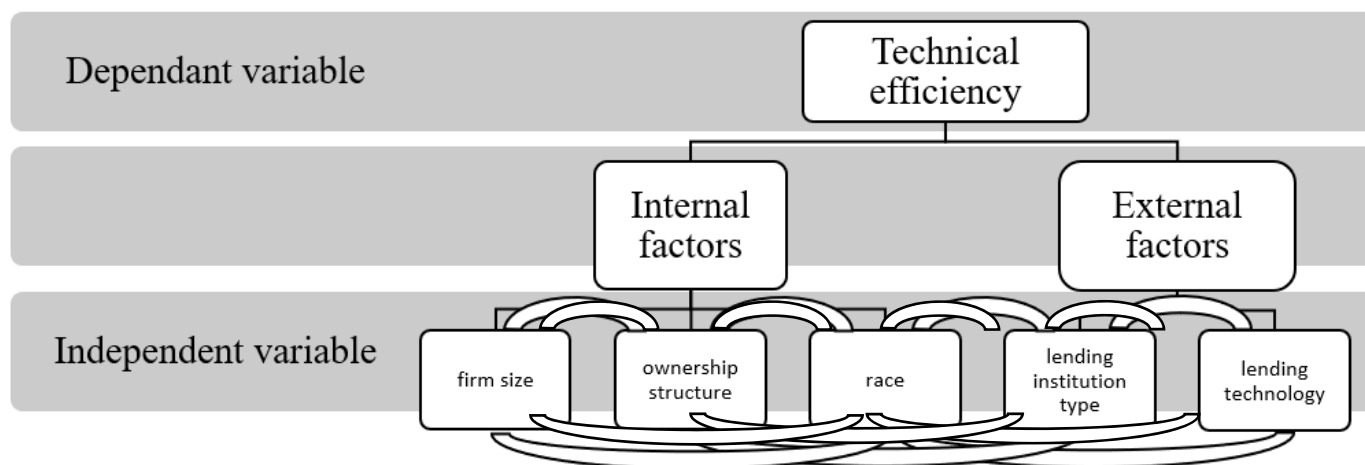 Dependant variable
Technical
efficiency
Internal
factors
External
factors
Independent variable
firm size
ownership
structure
race
lending
institution
type
lending
technology